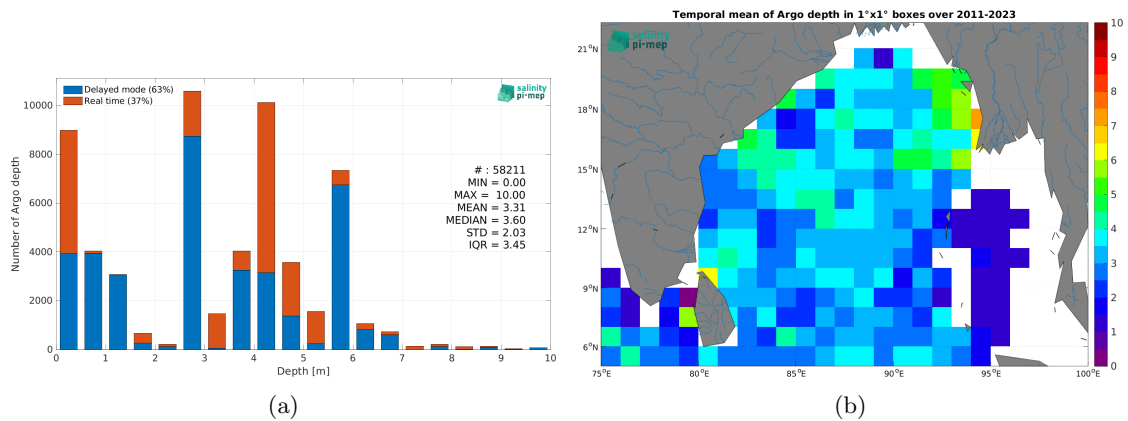 Temporal mean of Argo depth in 1°x1° boxes over 2011-2023
Delayed mode (63%)
Real time (37%)
salinity
pi-mep
# : 58211
MIN = 0.00
MAX = 10.00
MEAN = 3.31
MEDIAN = 3.60
STD = 2.03
IQR = 3.45
Number of Argo depth
10000
8000
6000
4000
2000
0
0 1 2 3 4 5 6 7 8 9 10
Depth [m]
(a)
salinity
pi-mep
21°N
18°N
15°N
12°N
9°N
6°N
75°E 80°E 85°E 90°E 95°E 100°E
10
9
8
7
6
5
4
3
2
1
0
(b)